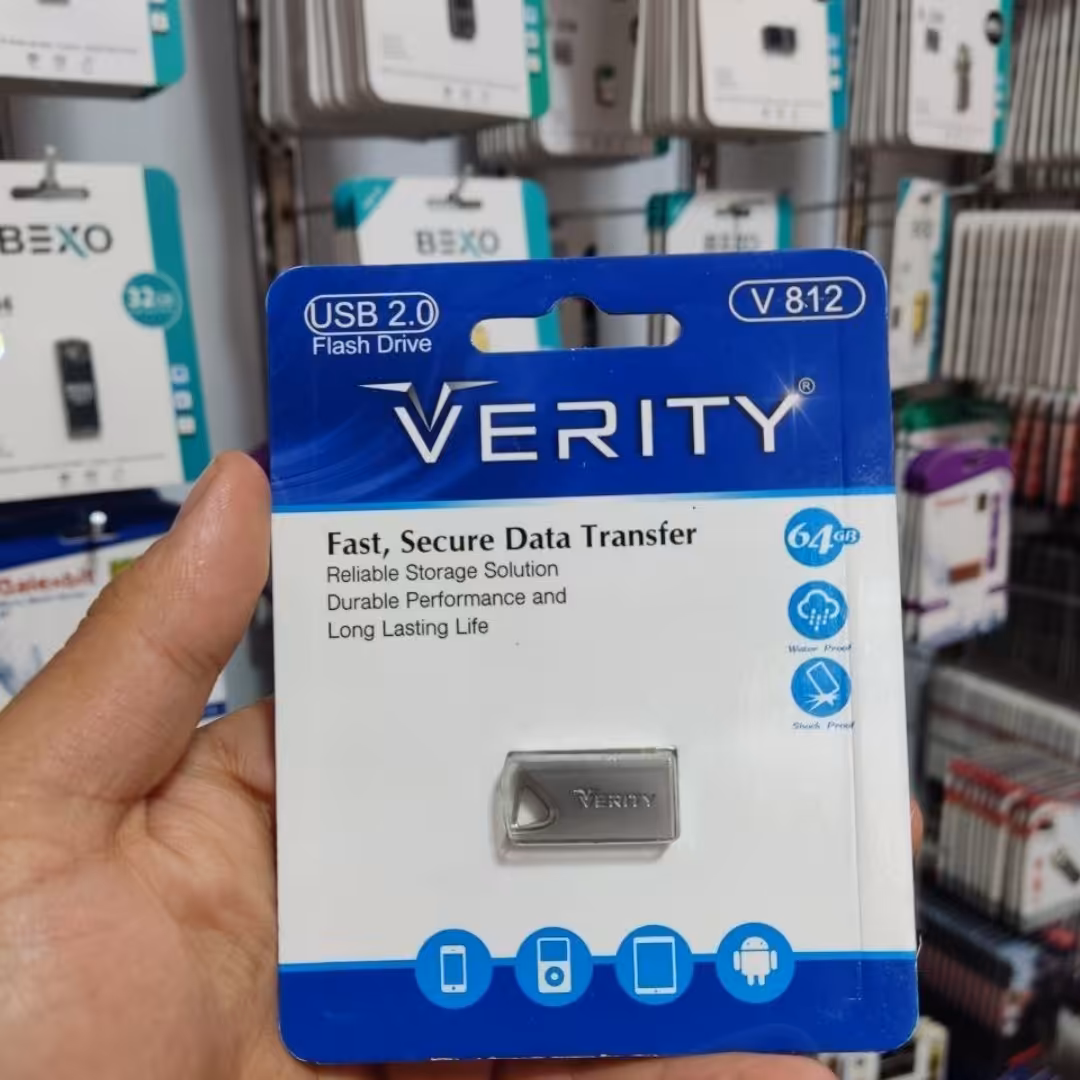 BEXO
32GB
BEXO
BEXO
USB 2.0
Flash Drive
V 812
VERITY®
Fast, Secure Data Transfer
Reliable Storage Solution
Durable Performance and
Long Lasting Life
64GB
Water Proof
Shock Proof
VERITY